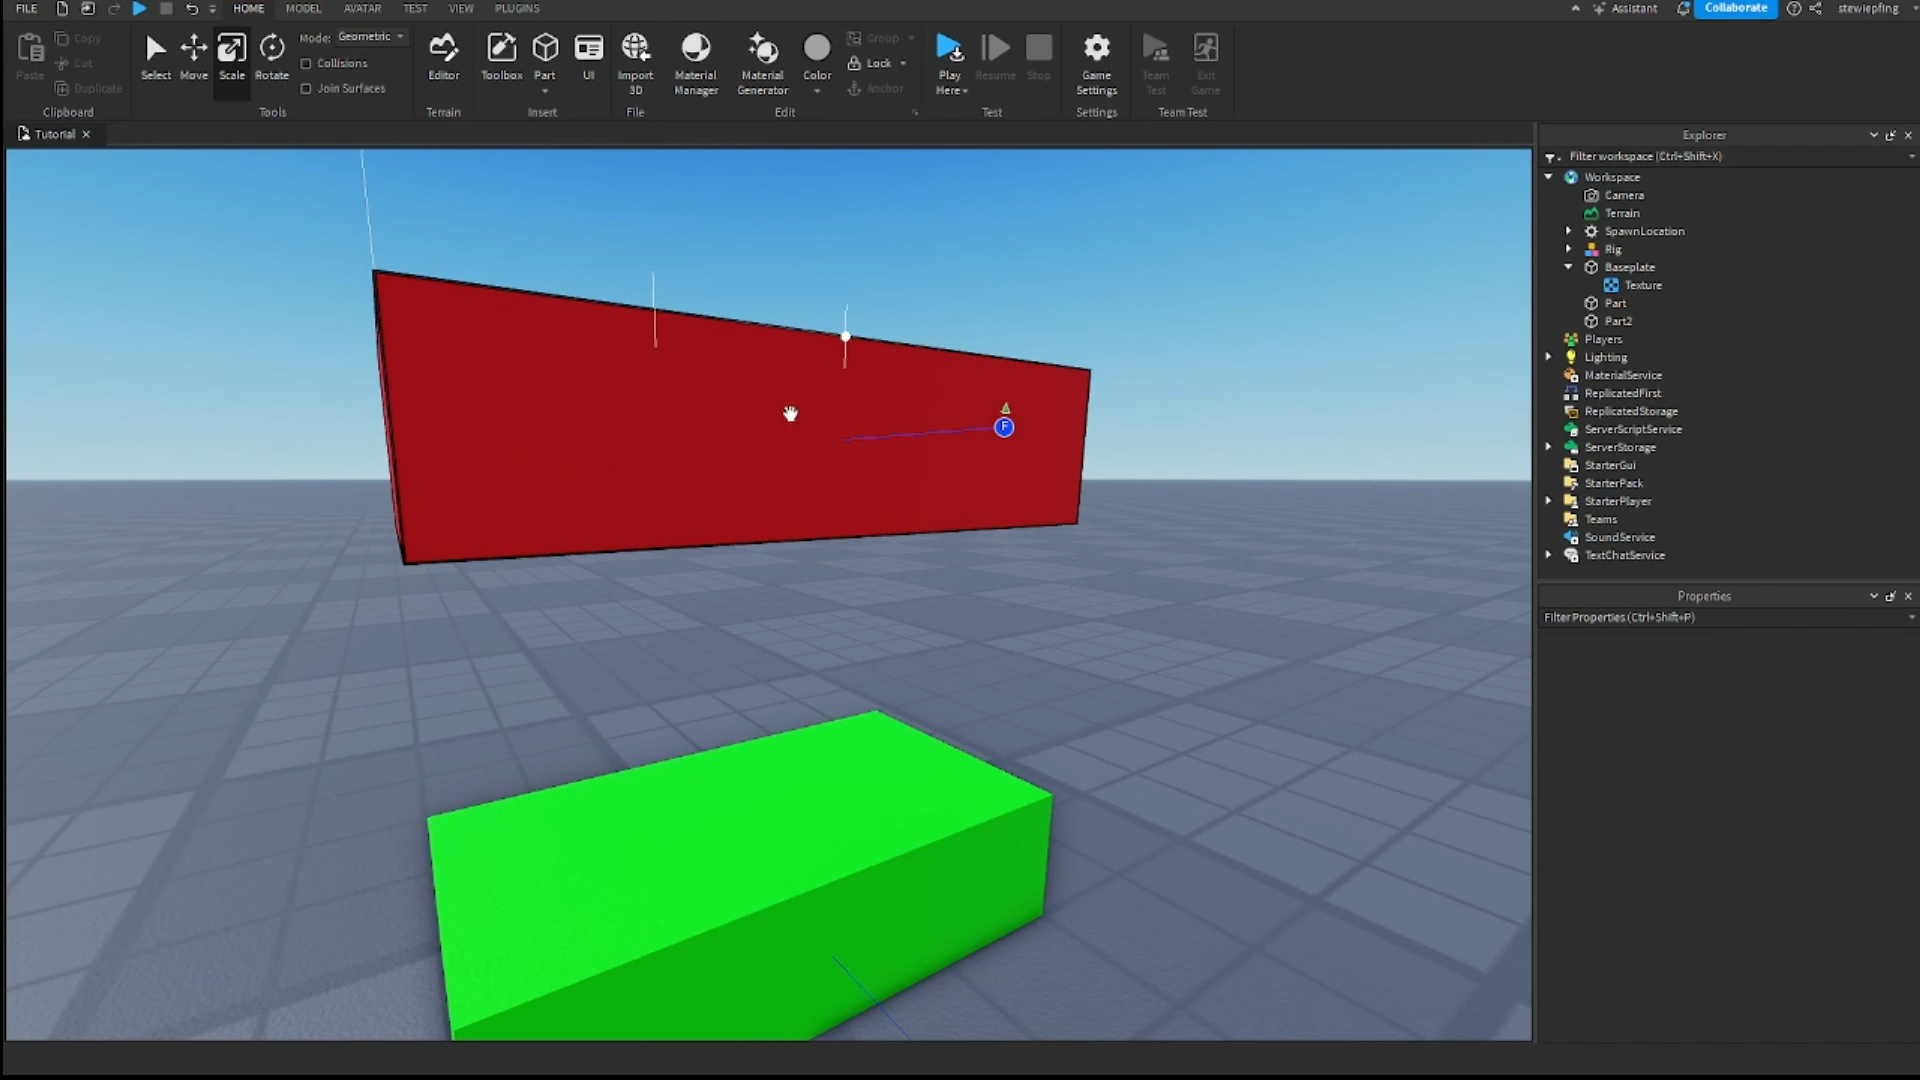 FILE HOME MODEL AVATAR TEST VIEW PLUGINS Assistant Collaborate stewiepfing
Paste Copy Cut Duplicate
Select Move Scale Rotate
Mode: Geometric
Collisions
Join Surfaces
Editor Toolbox Part UI Import 3D Material Manager Material Generator Color
Group
Lock
Anchor
Play Here Resume Stop Game Settings Team Test Exit Game
Clipboard Tools Terrain Insert File Edit Test Settings Team Test
Tutorial
F
Explorer
Filter workspace (Ctrl+Shift+X)
Workspace
Camera
Terrain
SpawnLocation
Rig
Baseplate
Texture
Part
Part2
Players
Lighting
MaterialService
ReplicatedFirst
ReplicatedStorage
ServerScriptService
ServerStorage
StarterGui
StarterPack
StarterPlayer
Teams
SoundService
TextChatService
Properties
Filter Properties (Ctrl+Shift+P)